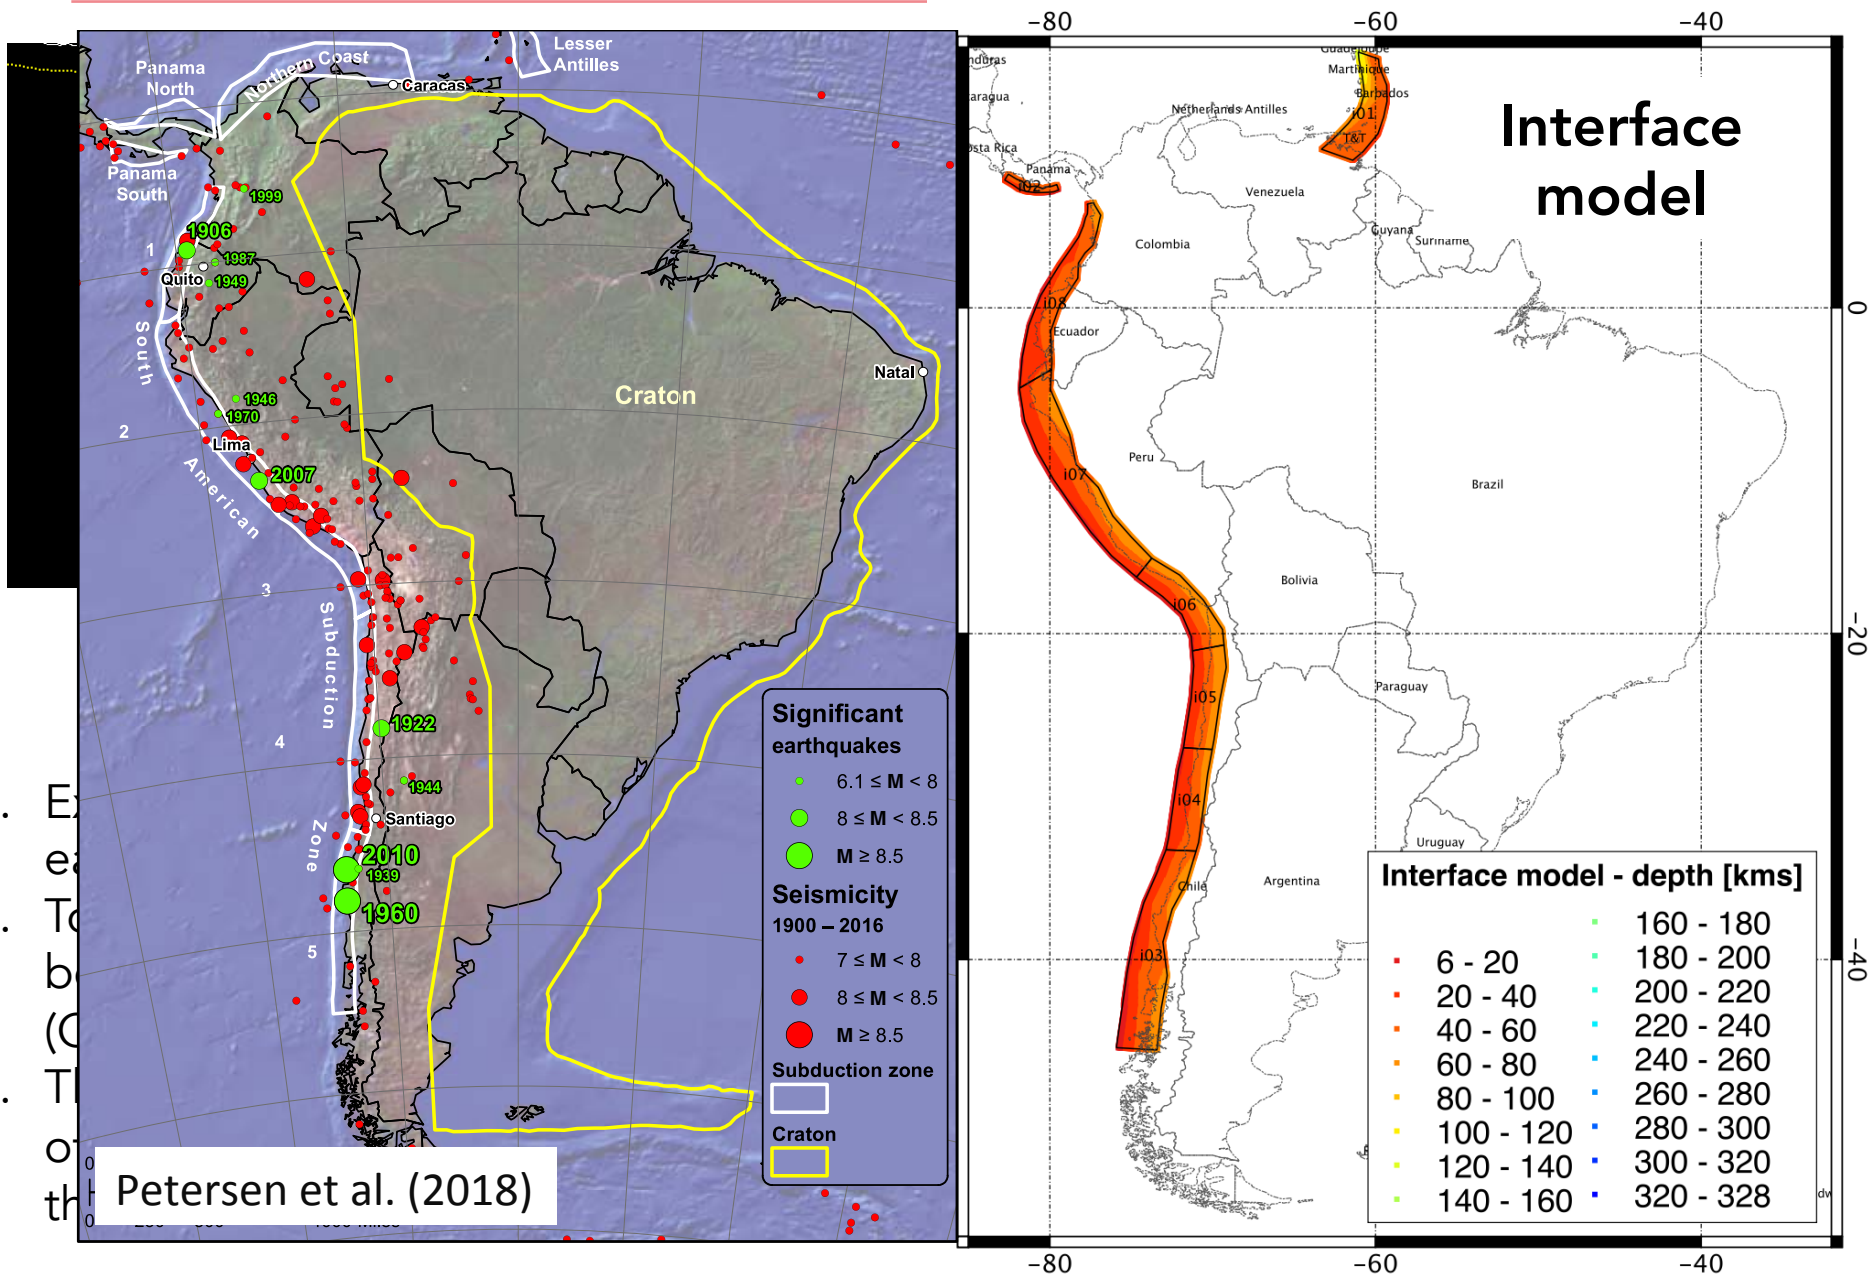 Lesser
Antilles
Panama
North
Northern Coast
Caracas
Panama
South
1999
1906
1987
Quito
1949
1
South
American
Subduction
Zone
Natal
Craton
1946
1970
2
Lima
2007
3
1922
4
1944
Santiago
2010
1939
1960
5
Significant
earthquakes
6.1 ≤ M < 8
8 ≤ M < 8.5
M ≥ 8.5
Seismicity
1900 – 2016
7 ≤ M < 8
8 ≤ M < 8.5
M ≥ 8.5
Subduction zone
Craton
Petersen et al. (2018)
-80 -60 -40
Interface
model
Guadeloupe
Martinique
Barbados
i01
T&T
Netherlands Antilles
Panama
i02
Venezuela
Colombia
Guyana
Suriname
i08
Ecuador
0
i07
Peru
Brazil
Bolivia
i06
-20
i05
Paraguay
i04
Uruguay
Chile
Argentina
i03
-40
Interface model - depth [kms]
6 - 20
20 - 40
40 - 60
60 - 80
80 - 100
100 - 120
120 - 140
140 - 160
160 - 180
180 - 200
200 - 220
220 - 240
240 - 260
260 - 280
280 - 300
300 - 320
320 - 328
-80 -60 -40